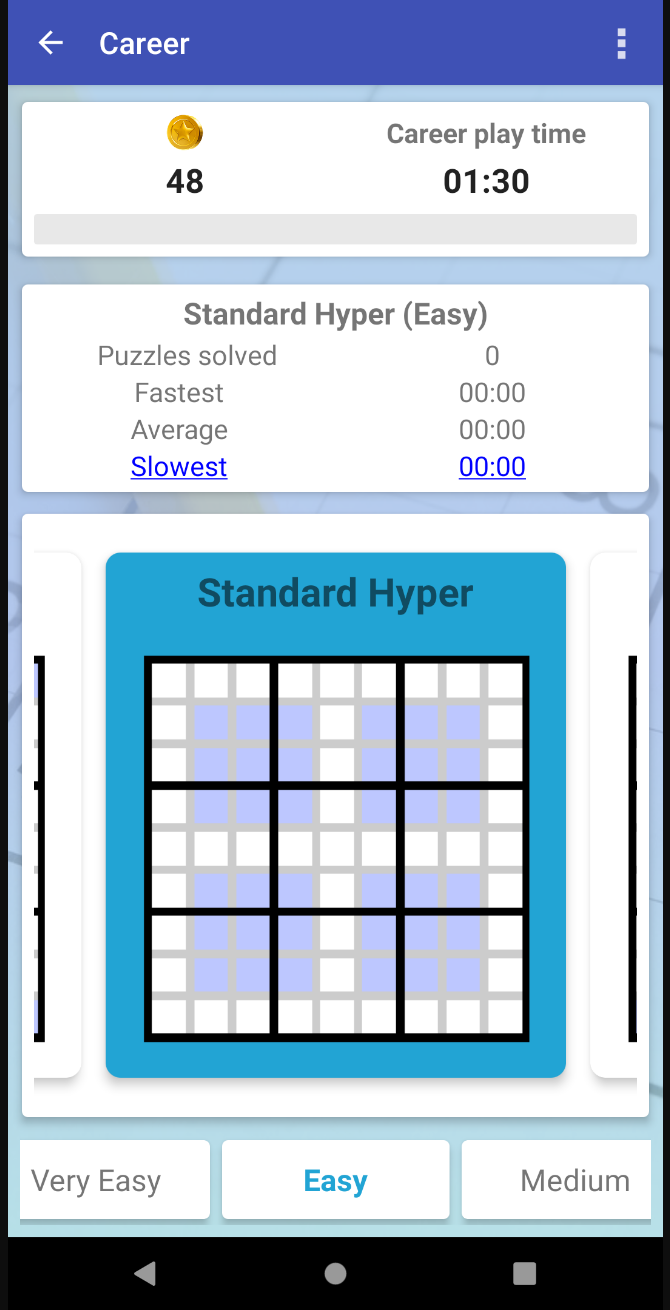 Career
Career play time
48 01:30
Standard Hyper (Easy)
Puzzles solved 0
Fastest 00:00
Average 00:00
Slowest 00:00
Standard Hyper
Very Easy Easy Medium